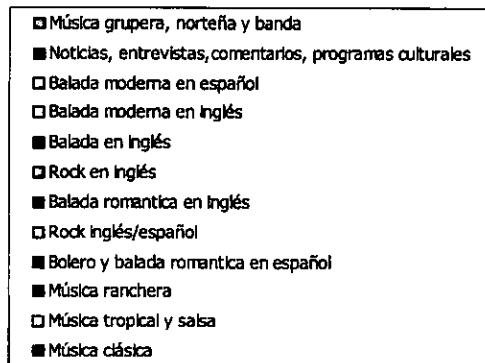 Música grupera, norteña y banda
Noticias, entrevistas,comentarios, programas culturales
Balada moderna en español
Balada moderna en inglés
Balada en inglés
Rock en inglés
Balada romantica en inglés
Rock inglés/español
Bolero y balada romantica en español
Música ranchera
Música tropical y salsa
Música clásica